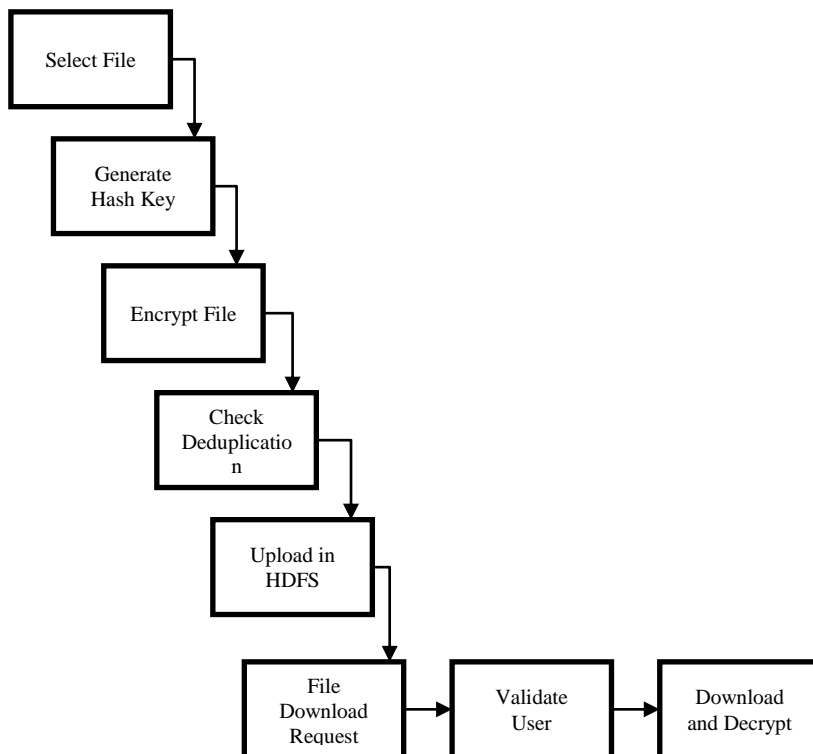 Select File
Generate
Hash Key
Encrypt File
Check
Deduplicatio
n
Upload in
HDFS
File
Download
Request
Validate
User
Download
and Decrypt